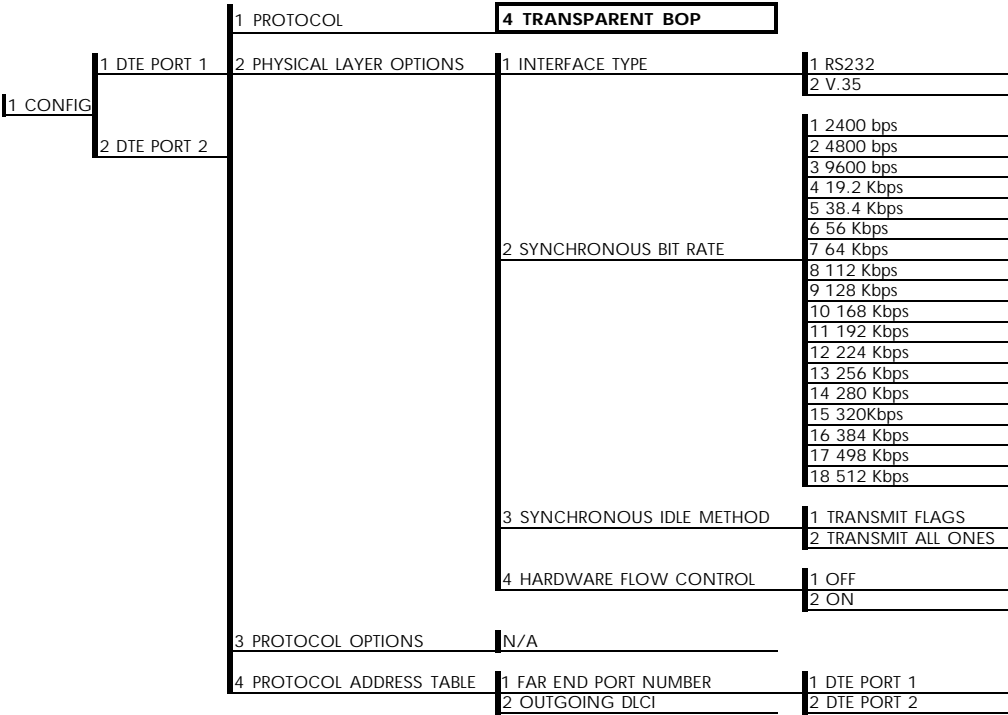 1 PROTOCOL 4 TRANSPARENT BOP
1 DTE PORT 1 2 PHYSICAL LAYER OPTIONS 1 INTERFACE TYPE 1 RS232
2 V.35
1 CONFIG
1 2400 bps
2 DTE PORT 2 2 4800 bps
3 9600 bps
4 19.2 Kbps
5 38.4 Kbps
6 56 Kbps
2 SYNCHRONOUS BIT RATE 7 64 Kbps
8 112 Kbps
9 128 Kbps
10 168 Kbps
11 192 Kbps
12 224 Kbps
13 256 Kbps
14 280 Kbps
15 320Kbps
16 384 Kbps
17 498 Kbps
18 512 Kbps
3 SYNCHRONOUS IDLE METHOD 1 TRANSMIT FLAGS
2 TRANSMIT ALL ONES
4 HARDWARE FLOW CONTROL 1 OFF
2 ON
3 PROTOCOL OPTIONS N/A
4 PROTOCOL ADDRESS TABLE 1 FAR END PORT NUMBER 1 DTE PORT 1
2 OUTGOING DLCI 2 DTE PORT 2